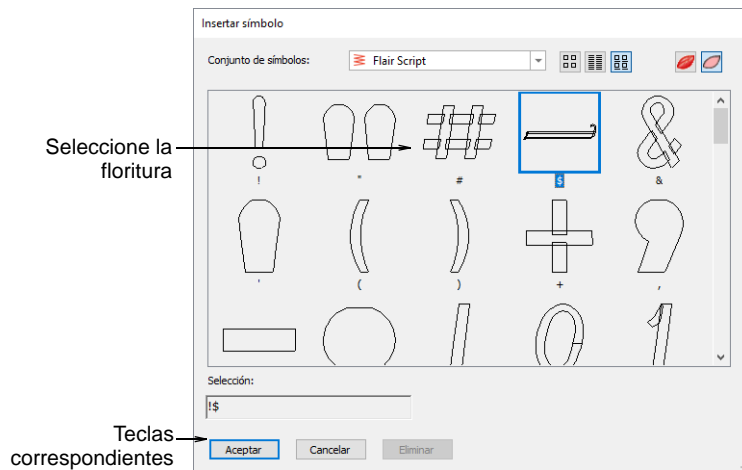 Insertar símbolo
Conjunto de símbolos:
Flair Script
Seleccione la
floritura
! " # $ &
' ( ) + ,
Selección:
!$
Teclas
correspondientes
Aceptar Cancelar Eliminar